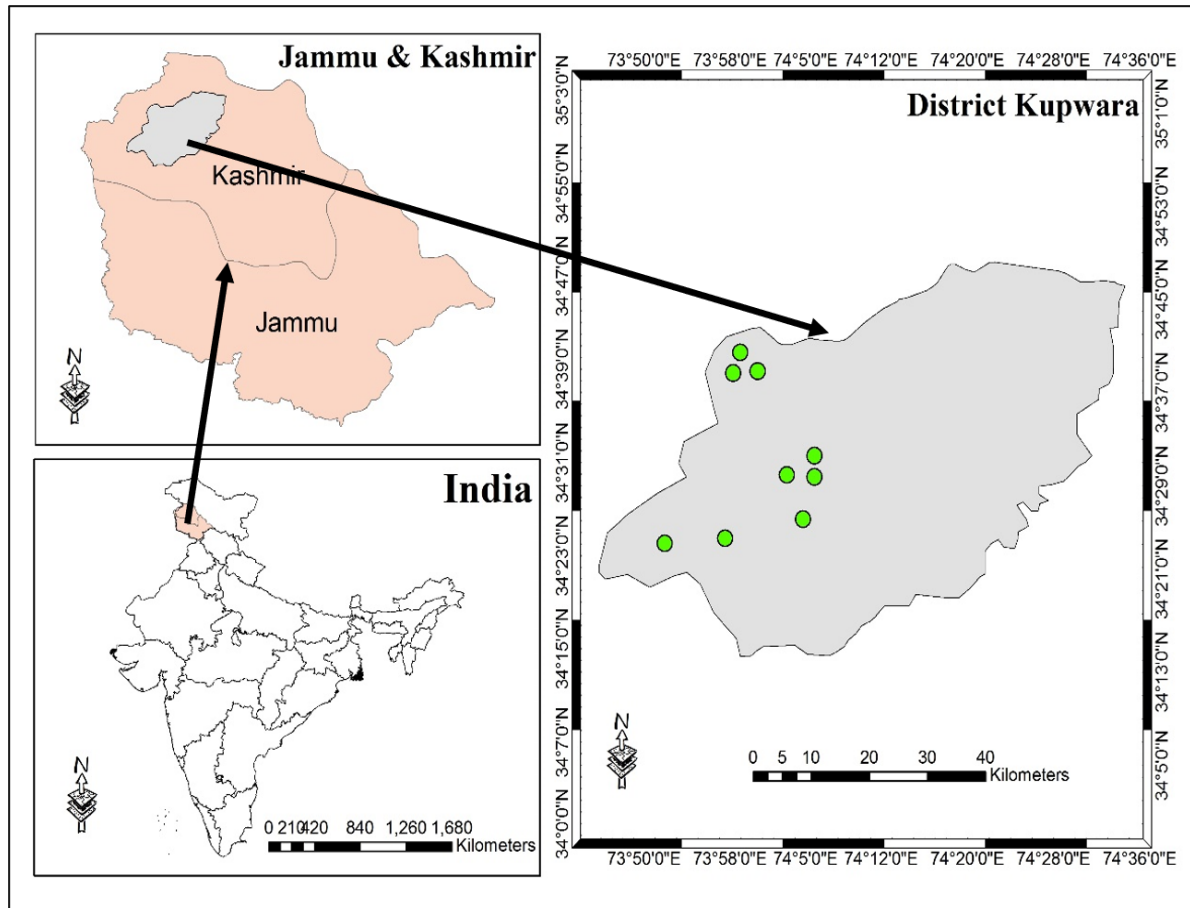 Jammu & Kashmir
Kashmir
Jammu
N
India
N
0 210420 840 1,260 1,680
Kilometers
73°50'0"E 73°58'0"E 74°5'0"E 74°12'0"E 74°20'0"E 74°28'0"E 74°36'0"E
District Kupwara
35°3'0"N
34°55'0"N
34°47'0"N
34°39'0"N
34°31'0"N
34°23'0"N
34°15'0"N
34°7'0"N
34°0'0"N
35°1'0"N
34°53'0"N
34°45'0"N
34°37'0"N
34°29'0"N
34°21'0"N
34°13'0"N
34°5'0"N
N
0 5 10 20 30 40
Kilometers
73°50'0"E 73°58'0"E 74°5'0"E 74°12'0"E 74°20'0"E 74°28'0"E 74°36'0"E